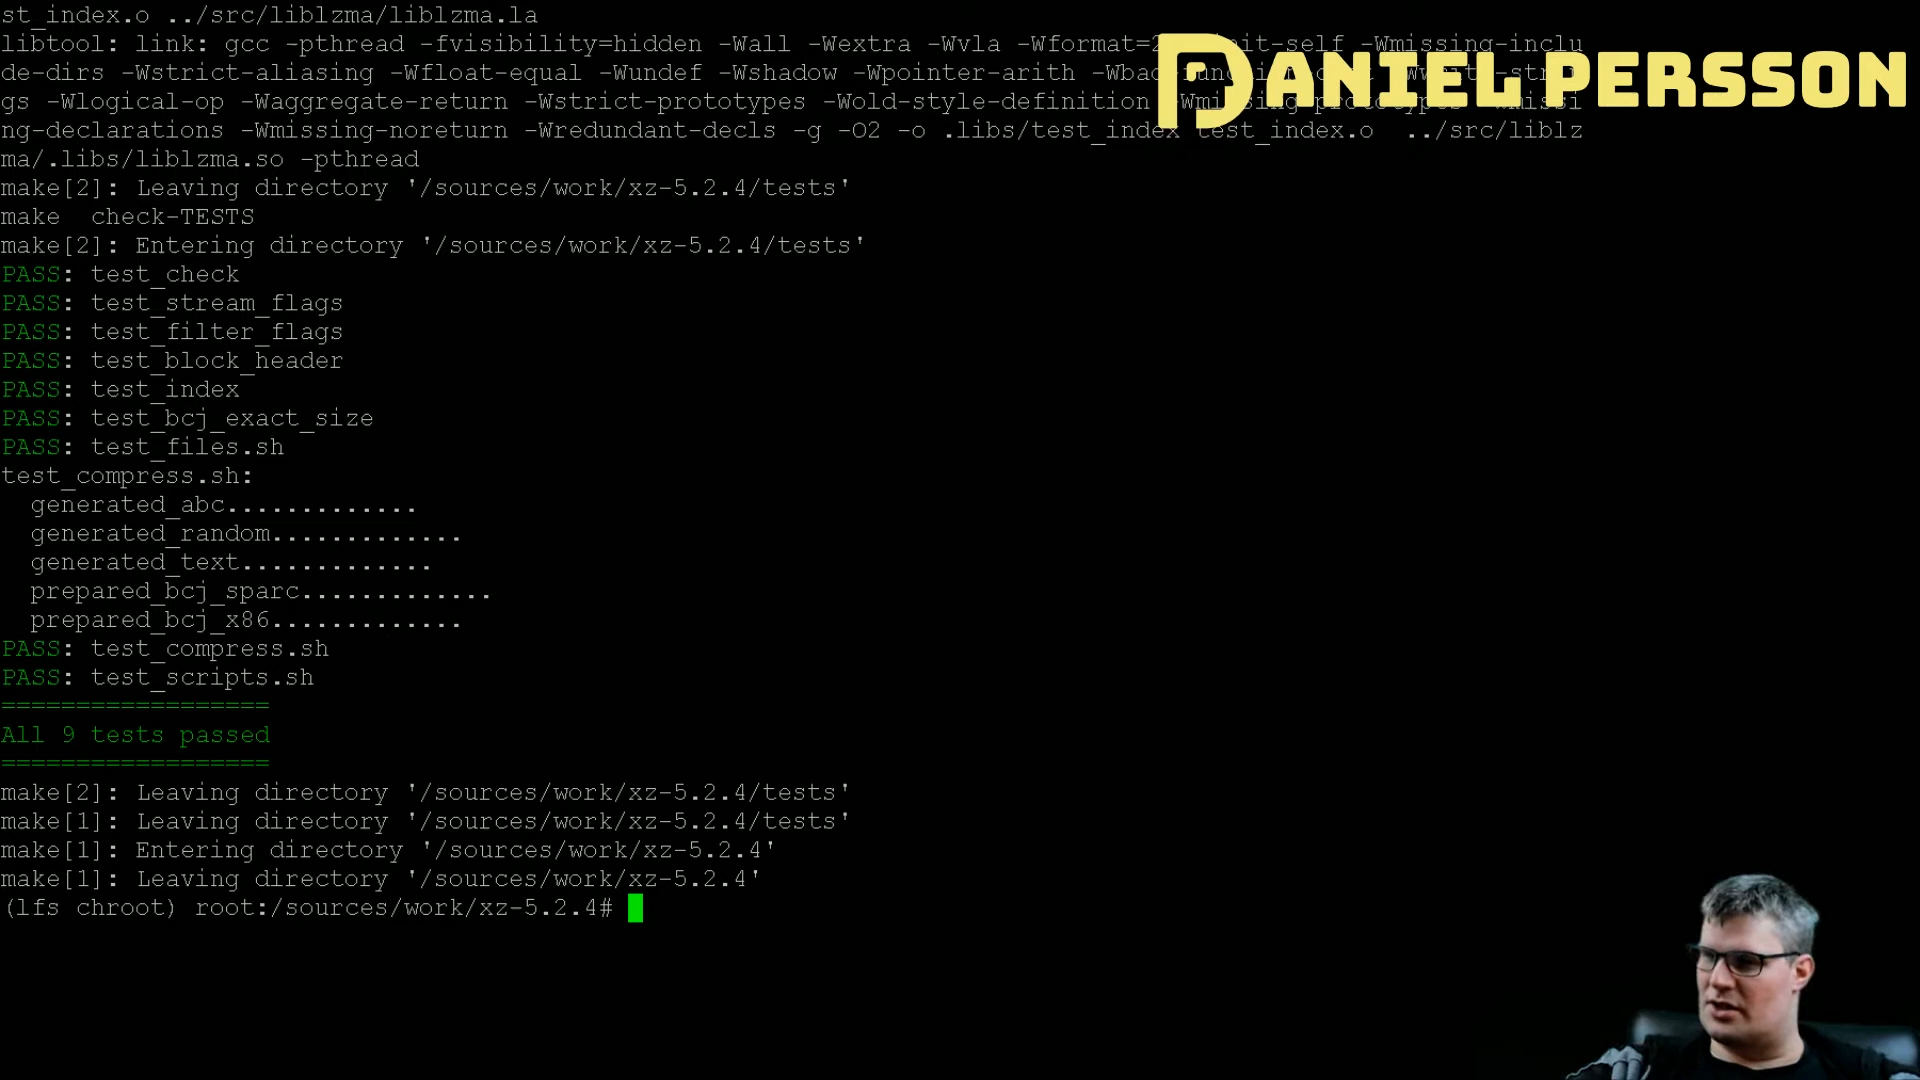 st_index.o ../src/liblzma/liblzma.la
libtool: link: gcc -pthread -fvisibility=hidden -Wall -Wextra -Wvla -Wformat=2 -Winit-self -Wmissing-inclu
de-dirs -Wstrict-aliasing -Wfloat-equal -Wundef -Wshadow -Wpointer-arith
gs -Wlogical-op -Waggregate-return -Wstrict-prototypes -Wold-style-definition -Wmissing-prototypes -Wmissi
ng-declarations -Wmissing-noreturn -Wredundant-decls -g -O2 -o .libs/test_index test_index.o ../src/liblz
ma/.libs/liblzma.so -pthread
DANIEL PERSSON
make[2]: Leaving directory '/sources/work/xz-5.2.4/tests'
make  check-TESTS
make[2]: Entering directory '/sources/work/xz-5.2.4/tests'
PASS: test_check
PASS: test_stream_flags
PASS: test_filter_flags
PASS: test_block_header
PASS: test_index
PASS: test_bcj_exact_size
PASS: test_files.sh
test_compress.sh:
  generated_abc.............
  generated_random.............
  generated_text.............
  prepared_bcj_sparc.............
  prepared_bcj_x86.............
PASS: test_compress.sh
PASS: test_scripts.sh
==================
All 9 tests passed
==================
make[2]: Leaving directory '/sources/work/xz-5.2.4/tests'
make[1]: Leaving directory '/sources/work/xz-5.2.4/tests'
make[1]: Entering directory '/sources/work/xz-5.2.4'
make[1]: Leaving directory '/sources/work/xz-5.2.4'
(lfs chroot) root:/sources/work/xz-5.2.4#